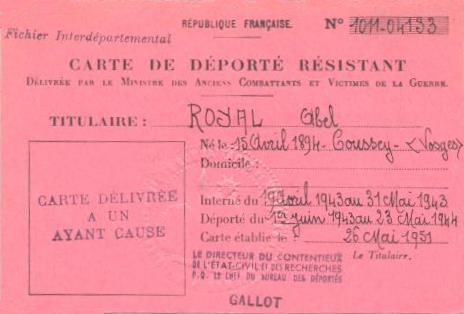 RÉPUBLIQUE FRANÇAISE. N° 1011-04133
Fichier Interdépartemental
CARTE DE DÉPORTÉ RÉSISTANT
DÉLIVRÉE PAR LE MINISTRE DES ANCIENS COMBATTANTS ET VICTIMES DE LA GUERRE.
TITULAIRE : ROYAL Abel
Né le : 15 Avril 1894 - Coussey - (Vosges)
Domicile :
CARTE DÉLIVRÉE
A UN
AYANT CAUSE
Interné du avril 1943 au 31 Mai 1943
Déporté du 1er juin 1943 au 23 Mai 1944
Carte établie le : 26 Mai 1951
LE DIRECTEUR DU CONTENTIEUX
DE L'ÉTAT-CIVIL ET DES RECHERCHES
P.O. LE CHEF DU BUREAU DES DÉPORTÉS
Le Titulaire.
GALLOT